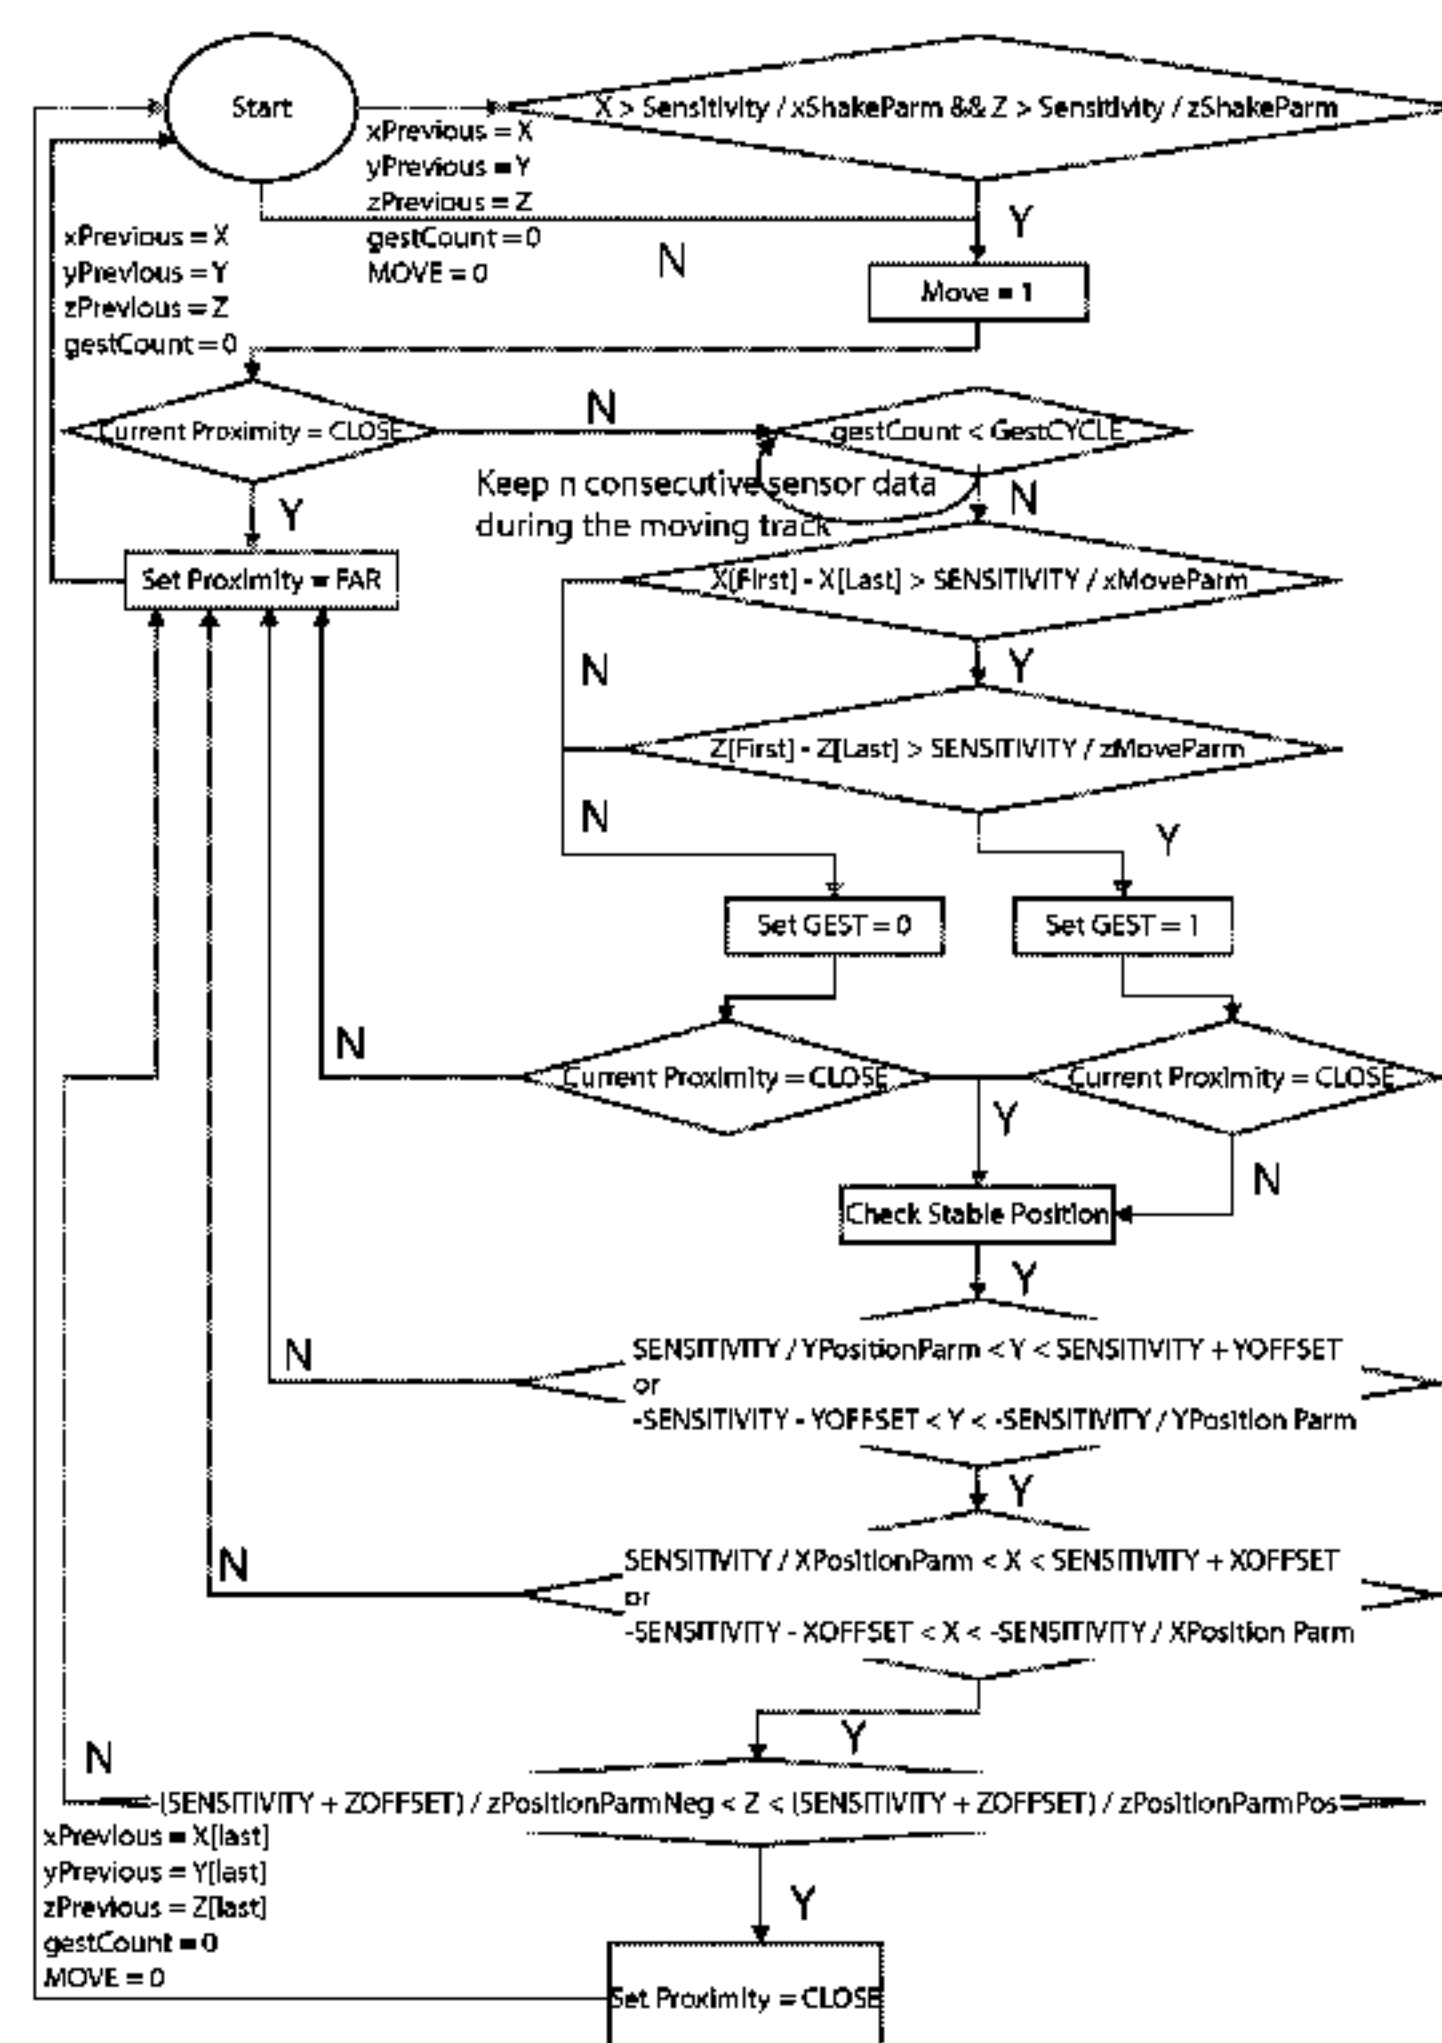 Start
X > Sensitivity / xShakeParm && Z > Sensitivity / zShakeParm
xPrevious = X
yPrevious = Y
zPrevious = Z
gestCount = 0
MOVE = 0
N
Y
xPrevious = X
yPrevious = Y
zPrevious = Z
gestCount = 0
Move = 1
Current Proximity = CLOSE
N
gestCount < GestCYCLE
Keep n consecutive sensor data
during the moving track
Y
N
Set Proximity = FAR
X[First] - X[Last] > SENSITIVITY / xMoveParm
N
Y
Z[First] - Z[Last] > SENSITIVITY / zMoveParm
N
Y
Set GEST = 0
Set GEST = 1
N
Current Proximity = CLOSE
Current Proximity = CLOSE
Y
N
Check Stable Position
Y
N
SENSITIVITY / YPositionParm < Y < SENSITIVITY + YOFFSET
or
-SENSITIVITY - YOFFSET < Y < -SENSITIVITY / YPosition Parm
Y
N
SENSITIVITY / XPositionParm < X < SENSITIVITY + XOFFSET
or
-SENSITIVITY - XOFFSET < X < -SENSITIVITY / XPosition Parm
Y
N
-(SENSITIVITY + ZOFFSET) / zPositionParmNeg < Z < (SENSITIVITY + ZOFFSET) / zPositionParmPos
xPrevious = X[last]
yPrevious = Y[last]
zPrevious = Z[last]
gestCount = 0
MOVE = 0
Y
Set Proximity = CLOSE